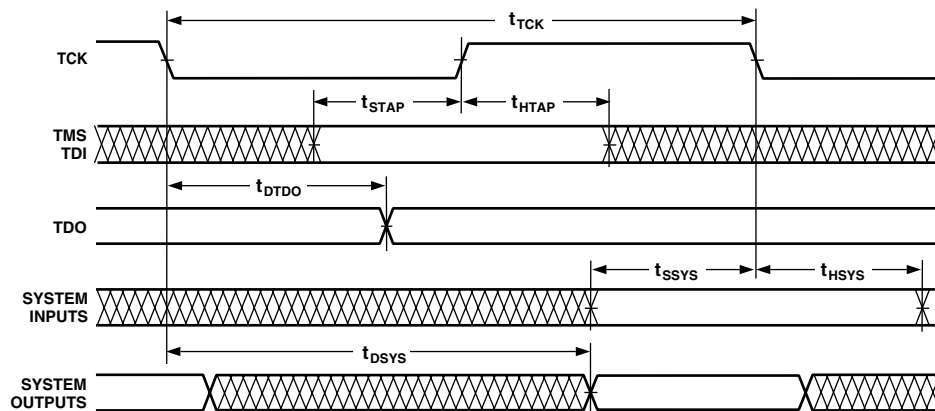 tTCK
TCK
tSTAP
tHTAP
TMS
TDI
tDTDO
TDO
tSSYS
tHSYS
SYSTEM
INPUTS
tDSYS
SYSTEM
OUTPUTS